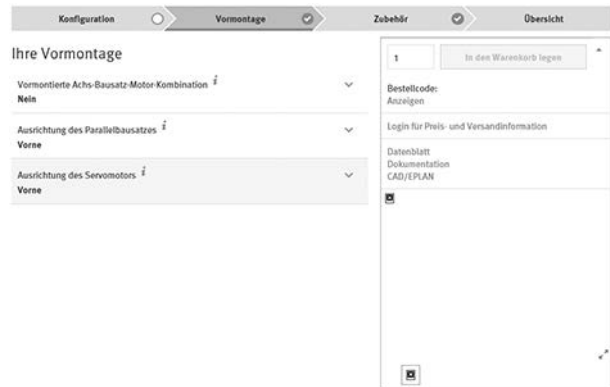 Konfiguration
Vormontage
Zubehör
Übersicht
Ihre Vormontage
Vormontierte Achs-Bausatz-Motor-Kombination i
Nein
Ausrichtung des Parallelbausatzes i
Vorne
Ausrichtung des Servomotors i
Vorne
1
In den Warenkorb legen
Bestellcode:
Anzeigen
Login für Preis- und Versandinformation
Datenblatt
Dokumentation
CAD/EPLAN